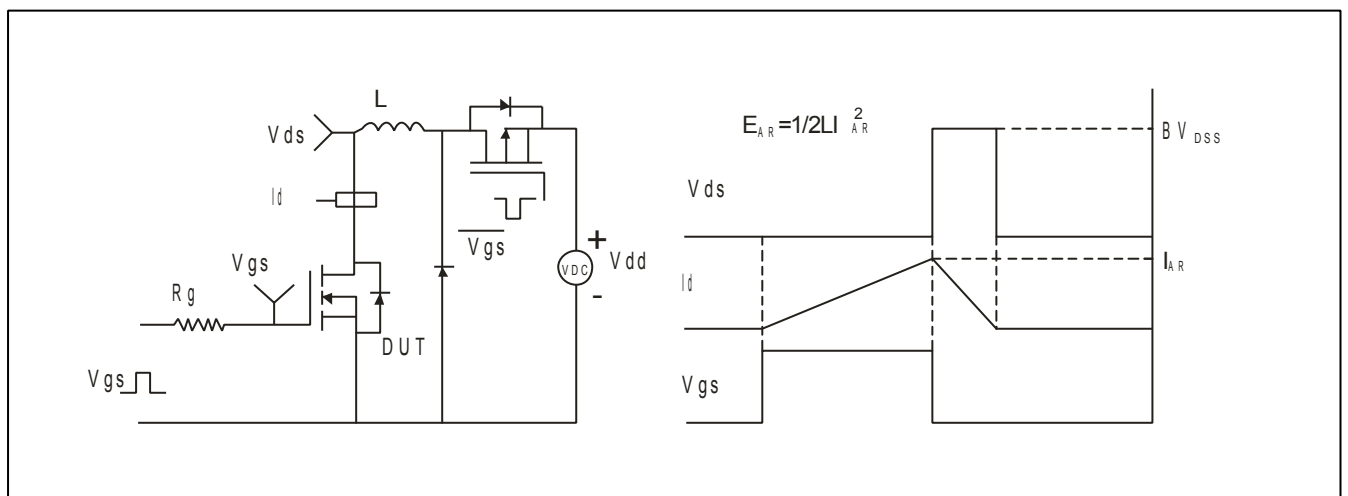 L
Vds
Id
Vgs
Vgs
Rg
DUT
Vgs
+
VDC
Vdd
-
E_AR=1/2LI_AR^2
Vds
BV_DSS
Id
I_AR
Vgs